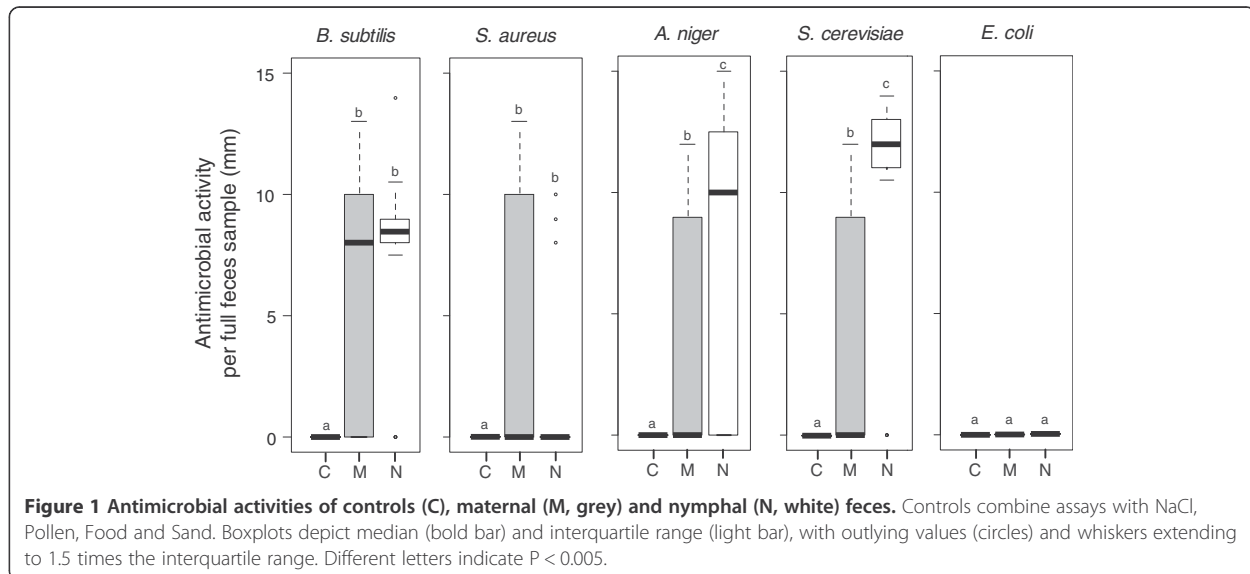 B. subtilis S. aureus A. niger S. cerevisiae E. coli
Antimicrobial activity
per full feces sample (mm)
15
10
5
0
a b b
a b b
a b c
a b c
a a a
C M N C M N C M N C M N C M N
Figure 1 Antimicrobial activities of controls (C), maternal (M, grey) and nymphal (N, white) feces. Controls combine assays with NaCl,
Pollen, Food and Sand. Boxplots depict median (bold bar) and interquartile range (light bar), with outlying values (circles) and whiskers extending
to 1.5 times the interquartile range. Different letters indicate P < 0.005.